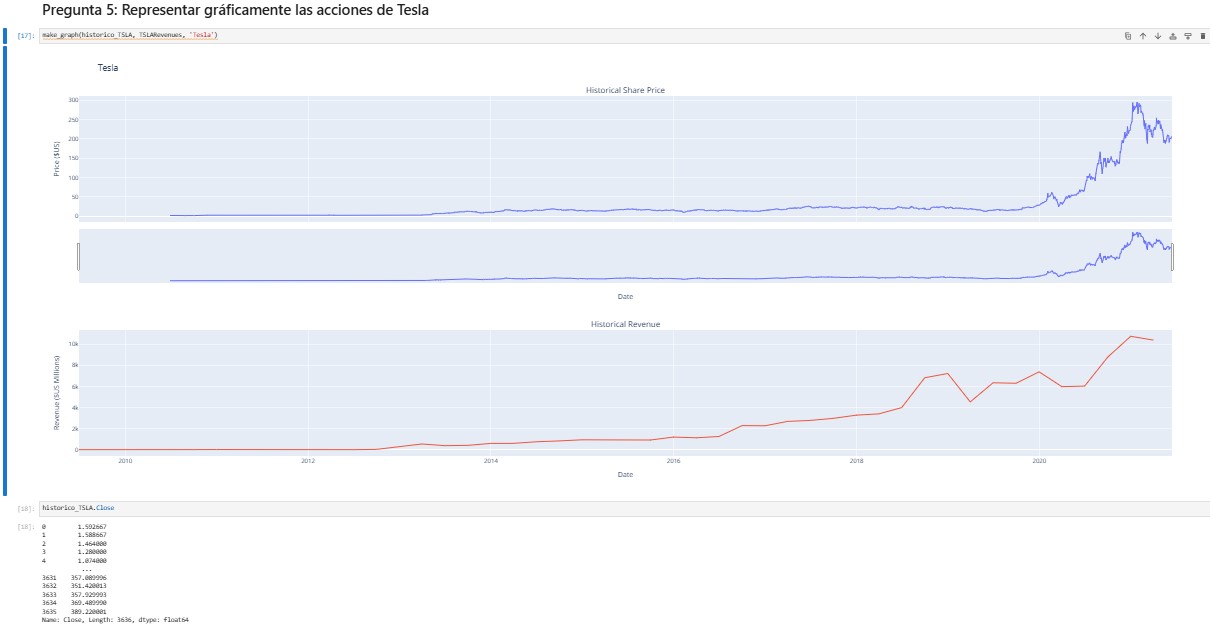 Pregunta 5: Representar gráficamente las acciones de Tesla
[17]: make_graph(historico_TSLA, TSLARevenues, 'Tesla')
Tesla
Historical Share Price
300
250
200
150
100
50
0
Price ($US)
Date
Historical Revenue
10k
8k
6k
4k
2k
0
Revenue ($US Millions)
2010 2012 2014 2016 2018 2020
Date
[18]: historico_TSLA.Close
[18]: 0 1.592667
1 1.588667
2 1.464000
3 1.280000
4 1.074000
...
3631 357.089996
3632 351.420013
3633 357.929993
3634 369.489990
3635 389.220001
Name: Close, Length: 3636, dtype: float64